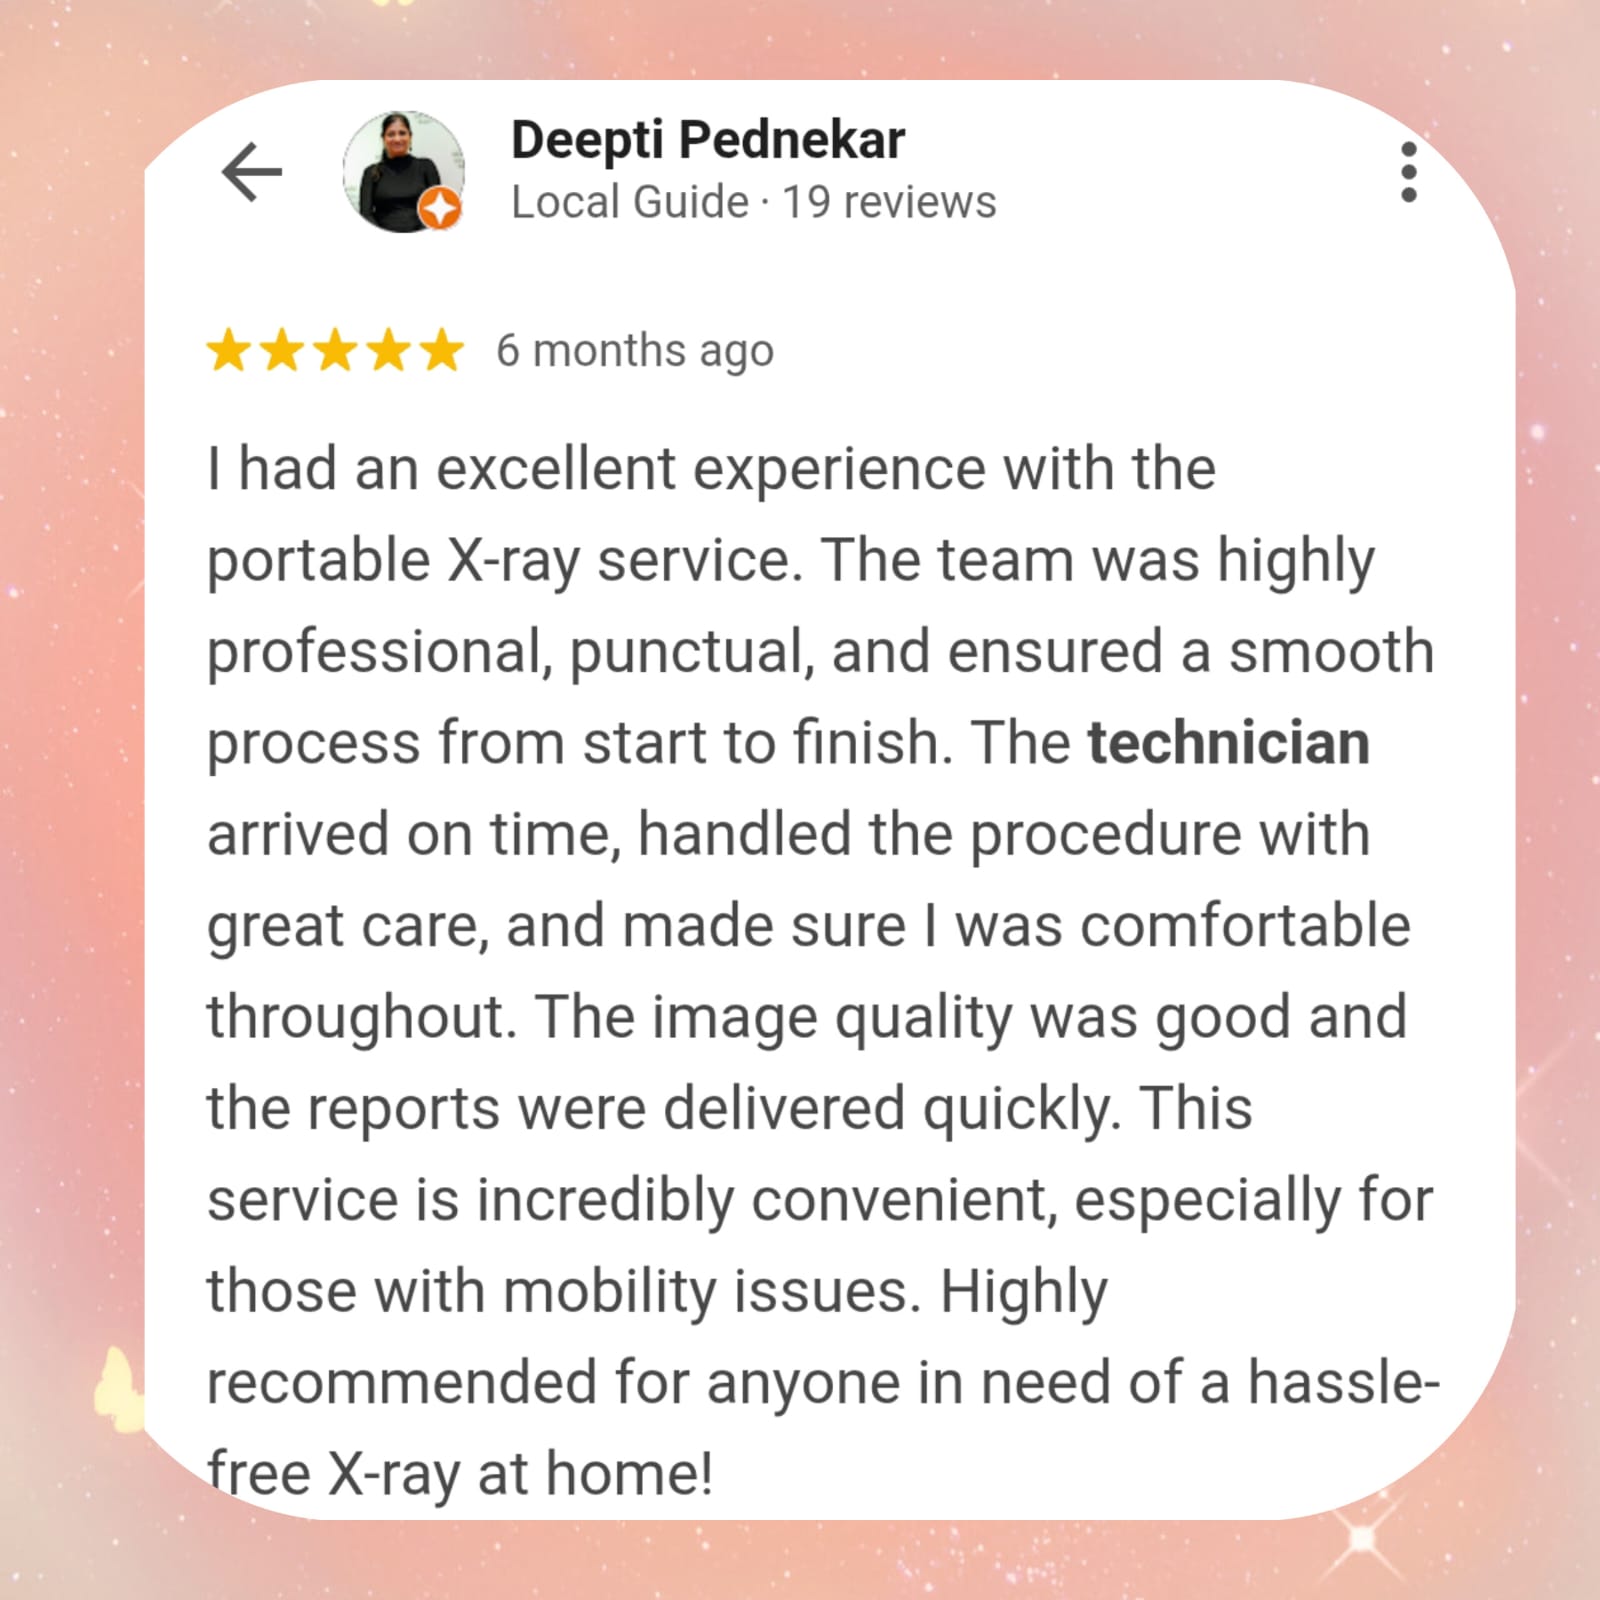 Deepti Pednekar
Local Guide · 19 reviews
6 months ago
I had an excellent experience with the
portable X-ray service. The team was highly
professional, punctual, and ensured a smooth
process from start to finish. The technician
arrived on time, handled the procedure with
great care, and made sure I was comfortable
throughout. The image quality was good and
the reports were delivered quickly. This
service is incredibly convenient, especially for
those with mobility issues. Highly
recommended for anyone in need of a hassle-
free X-ray at home!